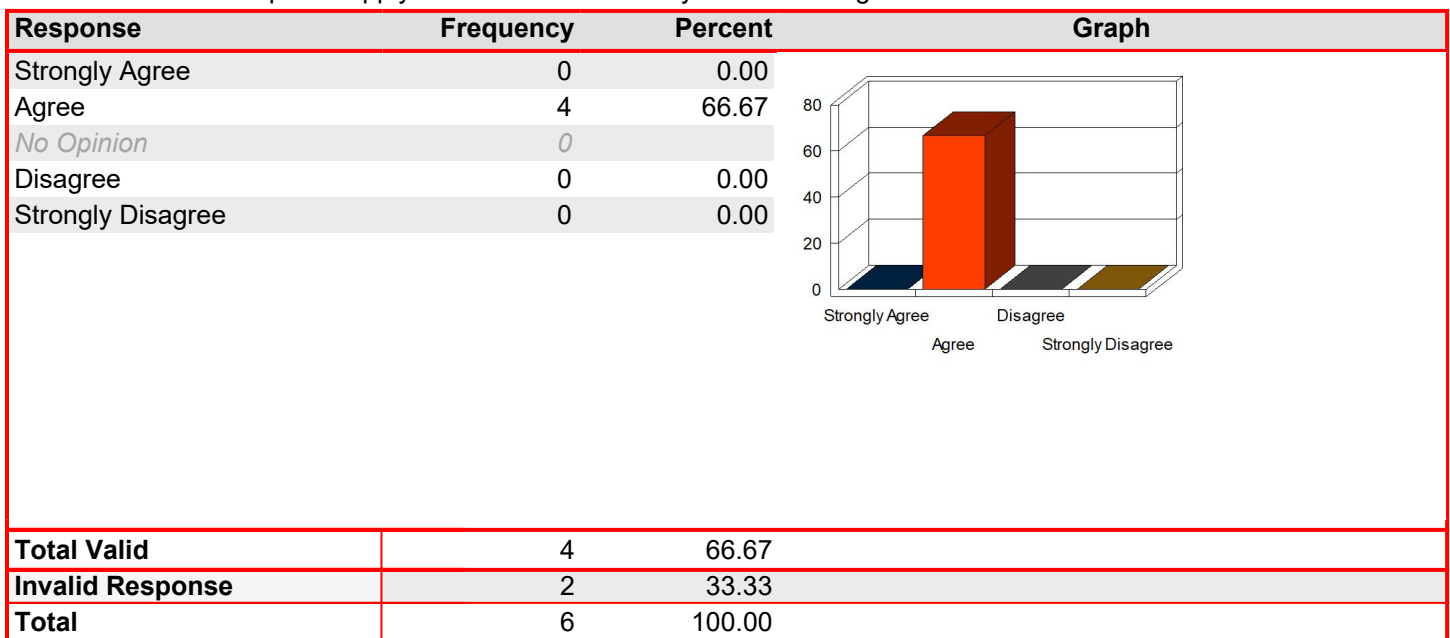 Response Frequency Percent Graph
Strongly Agree 0 0.00
Agree 4 66.67
No Opinion 0
Disagree 0 0.00
Strongly Disagree 0 0.00
80
60
40
20
0
Strongly Agree Disagree
Agree Strongly Disagree
Total Valid 4 66.67
Invalid Response 2 33.33
Total 6 100.00